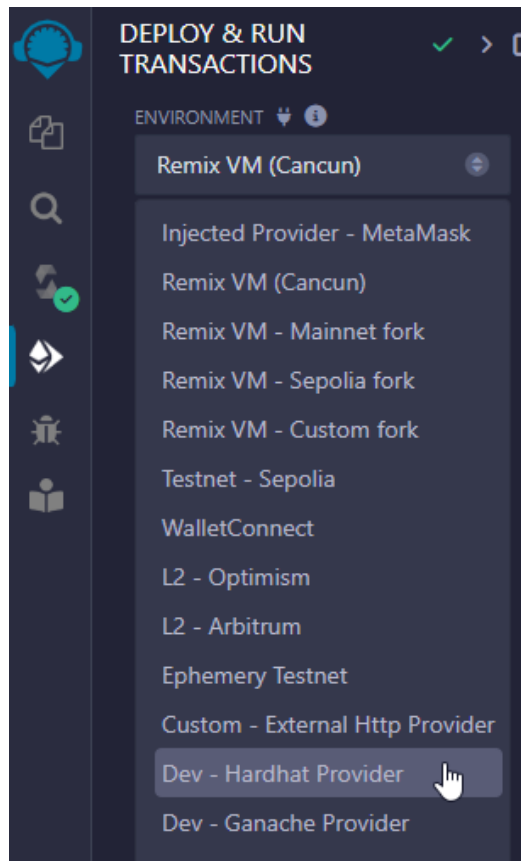 DEPLOY & RUN
TRANSACTIONS
ENVIRONMENT
Remix VM (Cancun)
Injected Provider - MetaMask
Remix VM (Cancun)
Remix VM - Mainnet fork
Remix VM - Sepolia fork
Remix VM - Custom fork
Testnet - Sepolia
WalletConnect
L2 - Optimism
L2 - Arbitrum
Ephemery Testnet
Custom - External Http Provider
Dev - Hardhat Provider
Dev - Ganache Provider